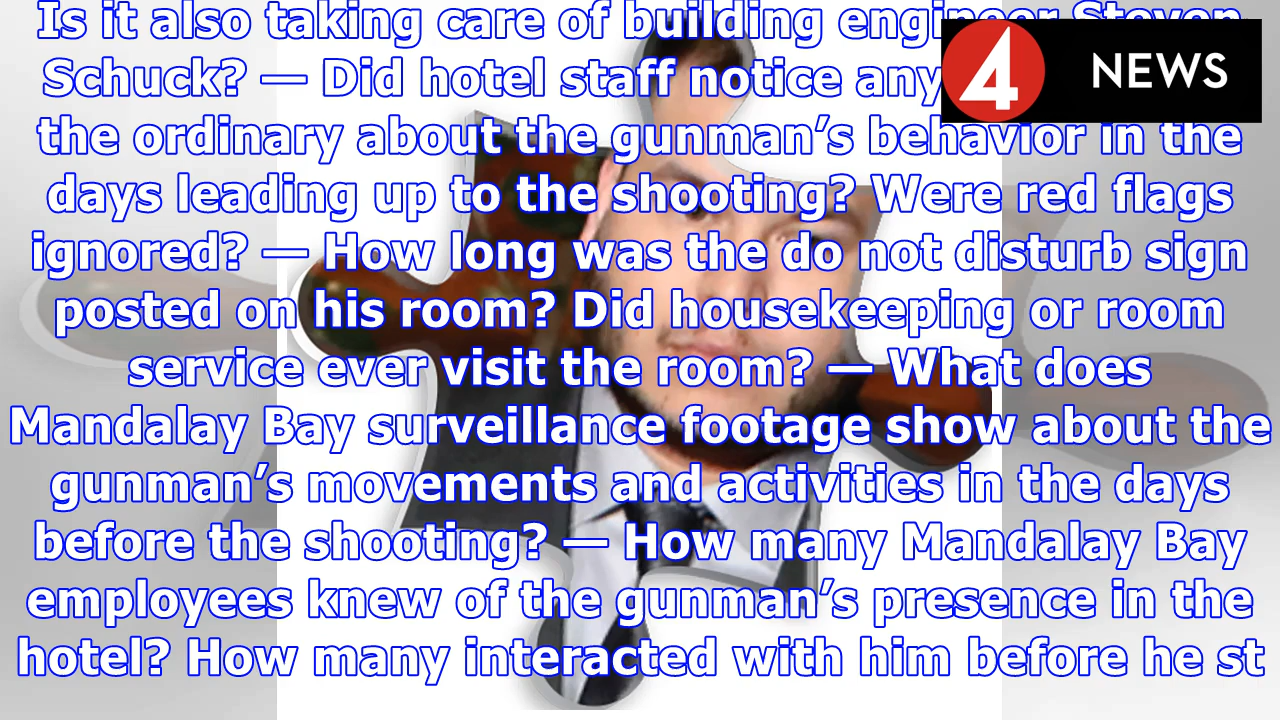 Is it also taking care of building engineer Steven
Schuck? — Did hotel staff notice any
the ordinary about the gunman’s behavior in the
days leading up to the shooting? Were red flags
ignored? — How long was the do not disturb sign
posted on his room? Did housekeeping or room
service ever visit the room? — What does
Mandalay Bay surveillance footage show about the
gunman’s movements and activities in the days
before the shooting? — How many Mandalay Bay
employees knew of the gunman’s presence in the
hotel? How many interacted with him before he st
4 NEWS